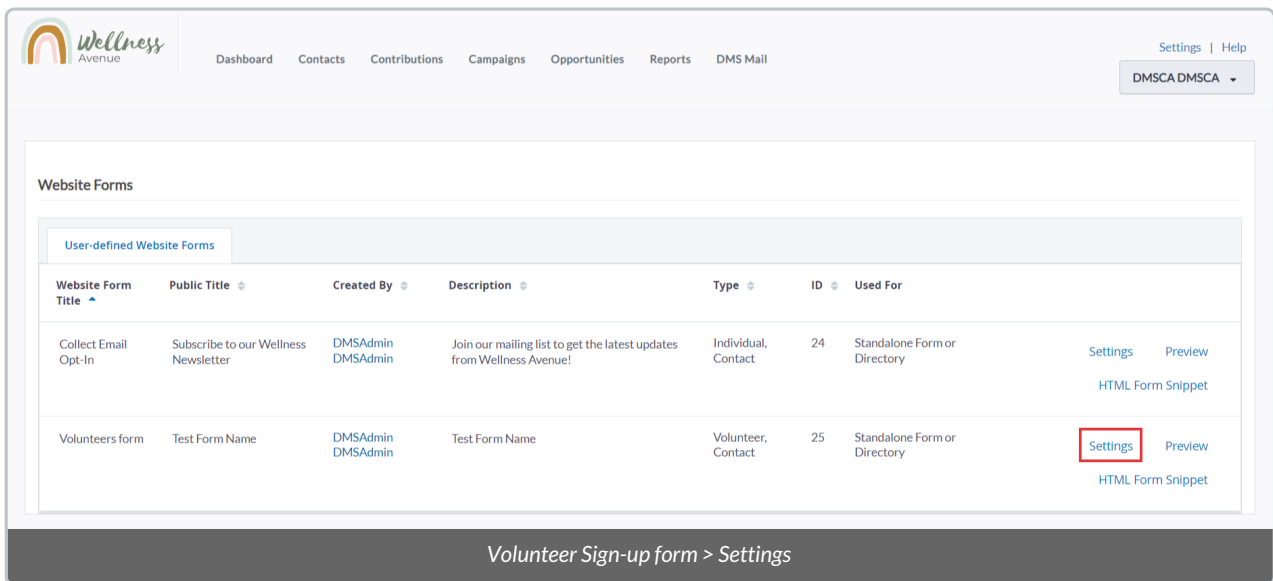 Wellness
Avenue
Dashboard Contacts Contributions Campaigns Opportunities Reports DMS Mail
Settings | Help
DMSCA DMSCA
Website Forms
User-defined Website Forms
Website Form Title Public Title Created By Description Type ID Used For
Collect Email Subscribe to our Wellness DMSAdmin Join our mailing list to get the latest updates Individual, 24 Standalone Form or
Opt-In Newsletter DMSAdmin from Wellness Avenue! Contact Directory
Settings Preview
HTML Form Snippet
Volunteers form Test Form Name DMSAdmin Test Form Name Volunteer, 25 Standalone Form or
DMSAdmin Contact Directory
Settings Preview
HTML Form Snippet
Volunteer Sign-up form > Settings